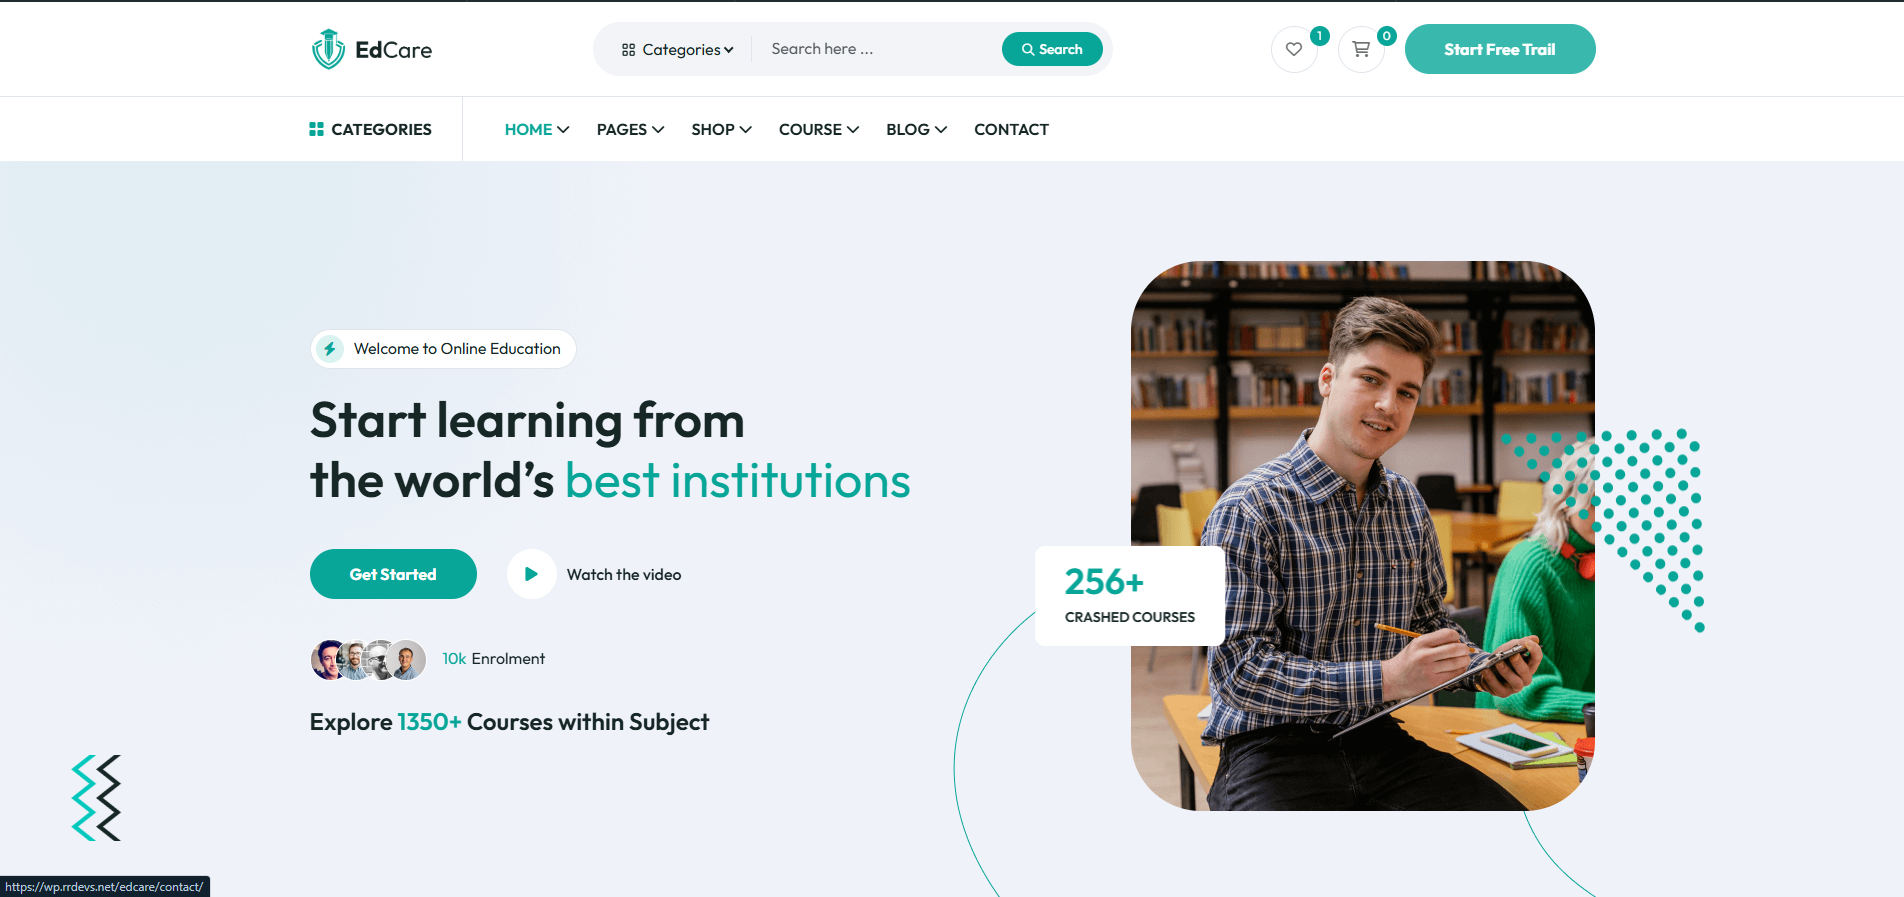 EdCare
Categories
Search here ...
Search
1
0
Start Free Trail
CATEGORIES
HOME
PAGES
SHOP
COURSE
BLOG
CONTACT
Welcome to Online Education
Start learning from
the world’s best institutions
Get Started
Watch the video
256+
CRASHED COURSES
10k Enrolment
Explore 1350+ Courses within Subject
https://wp.rrdevs.net/edcare/contact/